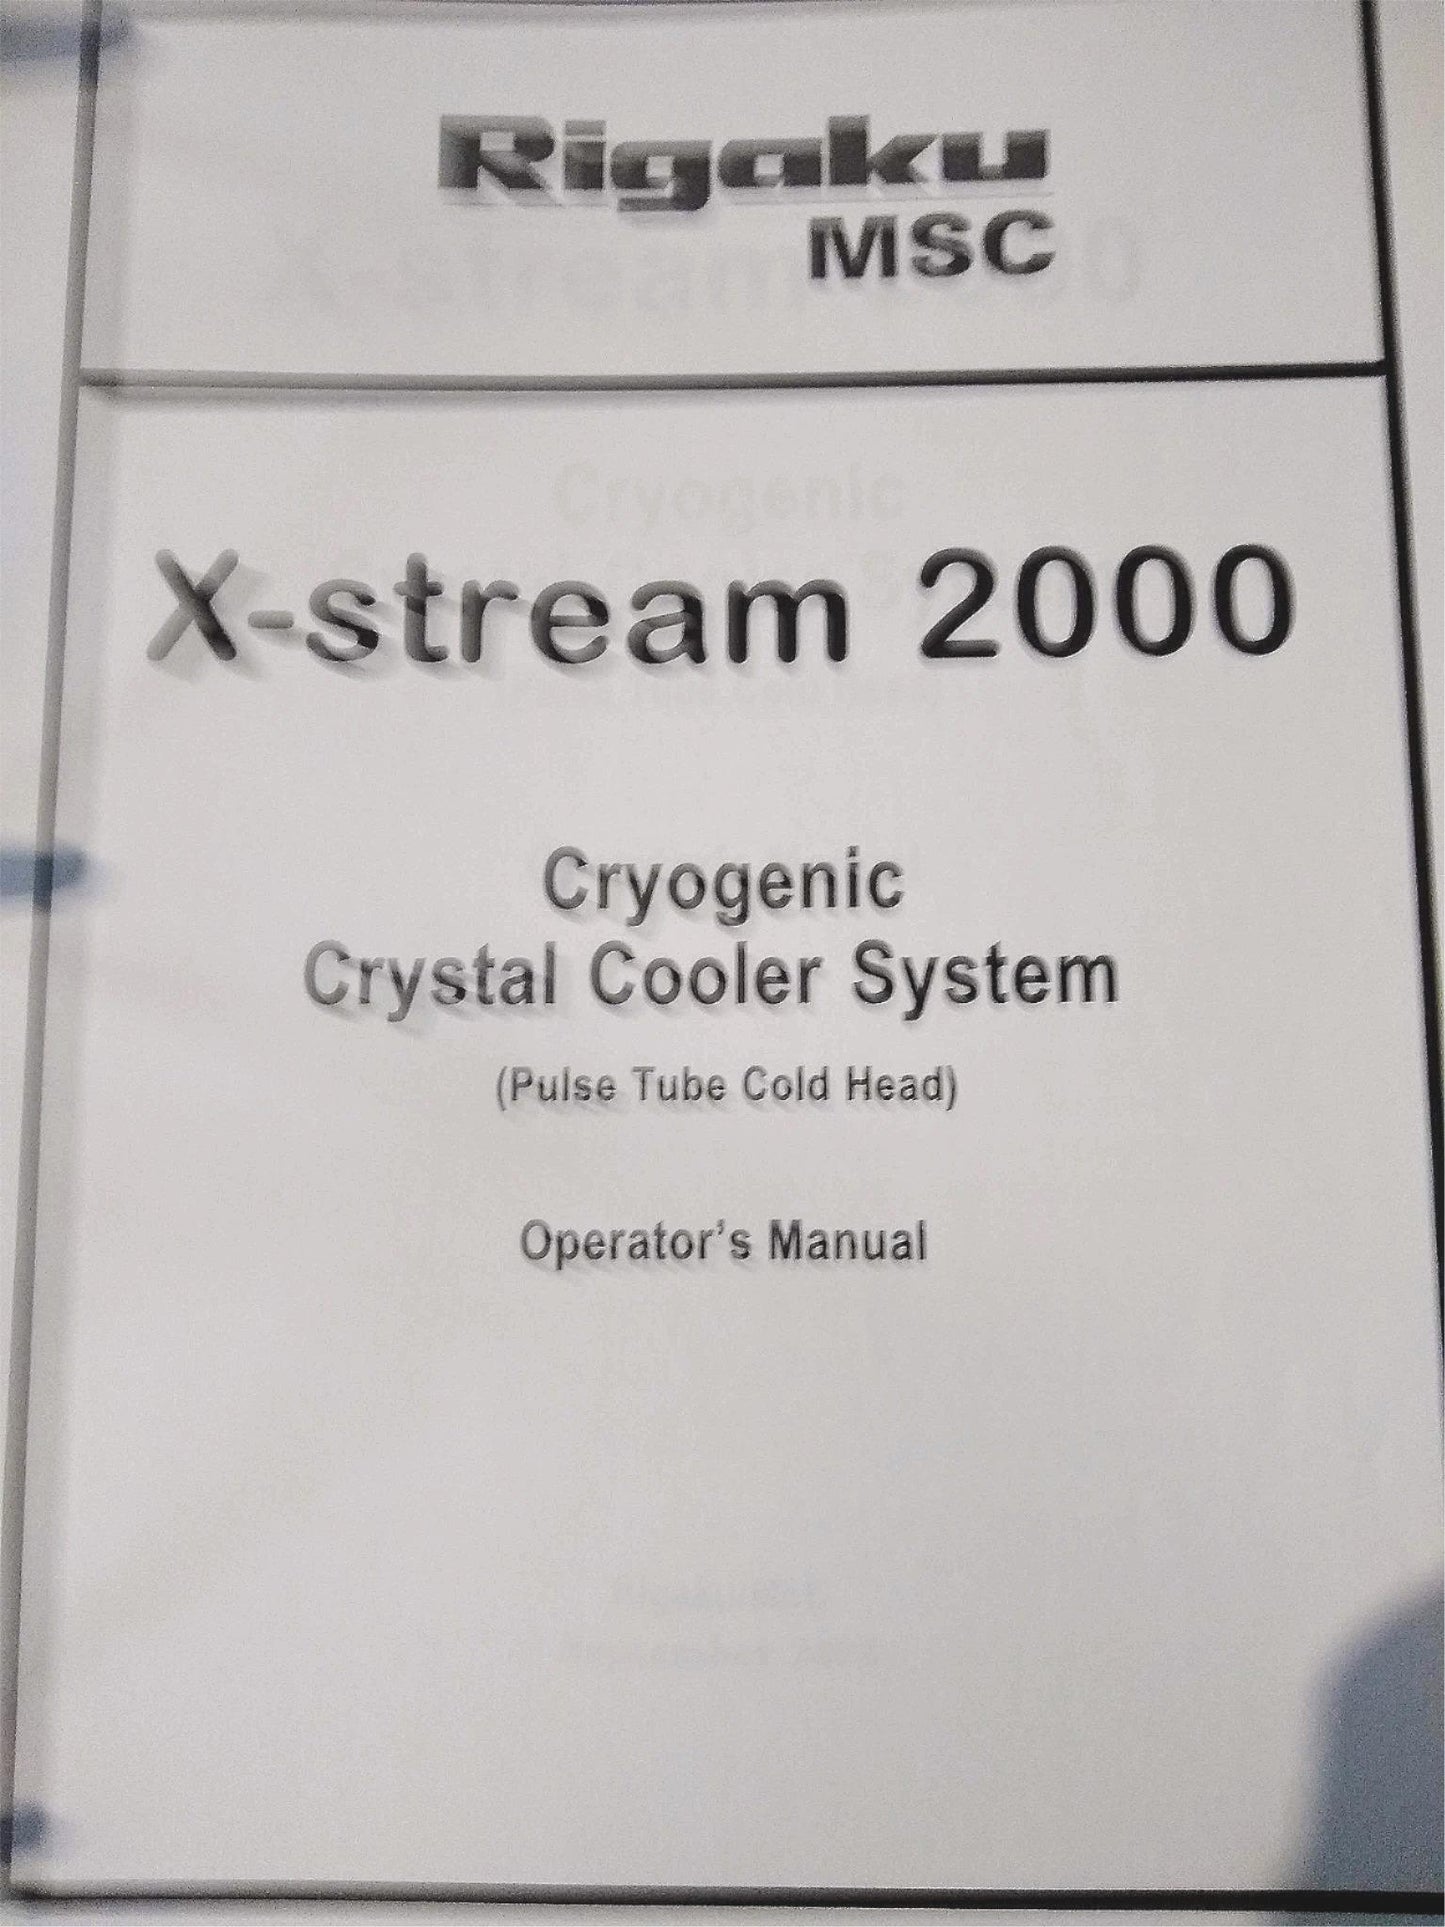 Rigaku
MSC
X-stream 2000
Cryogenic
Crystal Cooler System
(Pulse Tube Cold Head)
Operator's Manual